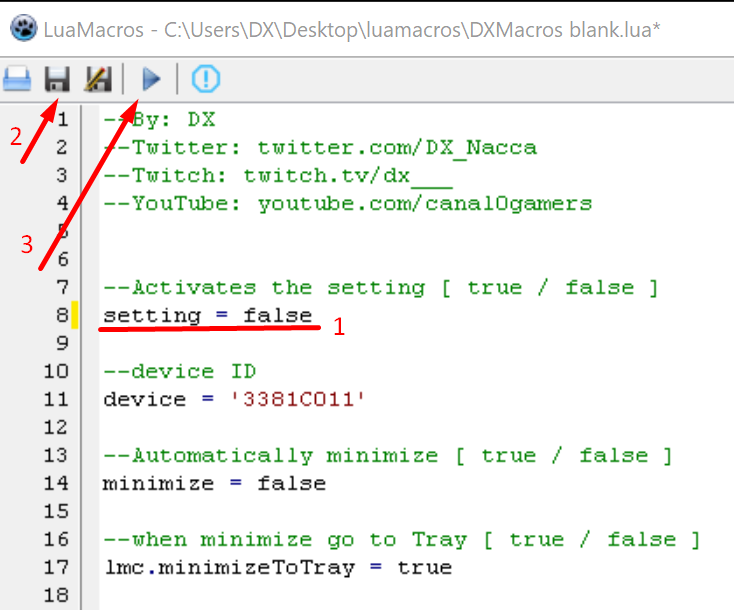 LuaMacros - C:\Users\DX\Desktop\luamacros\DXMacros blank.lua*
1 --By: DX
2 --Twitter: twitter.com/DX_Nacca
3 --Twitch: twitch.tv/dx___
4 --YouTube: youtube.com/canal0gamers
5
6
7 --Activates the setting [ true / false ]
8 setting = false
9
10 --device ID
11 device = '3381C011'
12
13 --Automatically minimize [ true / false ]
14 minimize = false
15
16 --when minimize go to Tray [ true / false ]
17 lmc.minimizeToTray = true
18
2
3
1